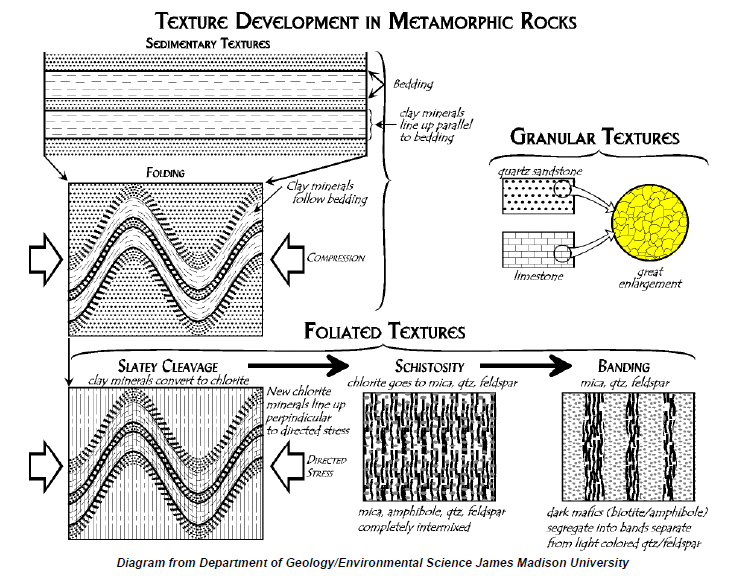 TEXTURE DEVELOPMENT IN METAMORPHIC ROCKS
SEDIMENTARY TEXTURES
Bedding
clay minerals
line up parallel
to bedding
FOLDING
Clay minerals
follow bedding
COMPRESSION
GRANULAR TEXTURES
quartz sandstone
limestone
great
enlargement
FOLIATED TEXTURES
SLATEY CLEAVAGE
clay minerals convert to chlorite
New chlorite
minerals line up
perpindicular
to directed stress
DIRECTED
STRESS
SCHISTOSITY
chlorite goes to mica, qtz, feldspar
mica, amphibole, qtz, feldspar
completely intermixed
BANDING
mica, qtz, feldspar
dark mafics (biotite/amphibole)
segregate into bands separate
from light colored qtz/feldspar
Diagram from Department of Geology/Environmental Science James Madison University